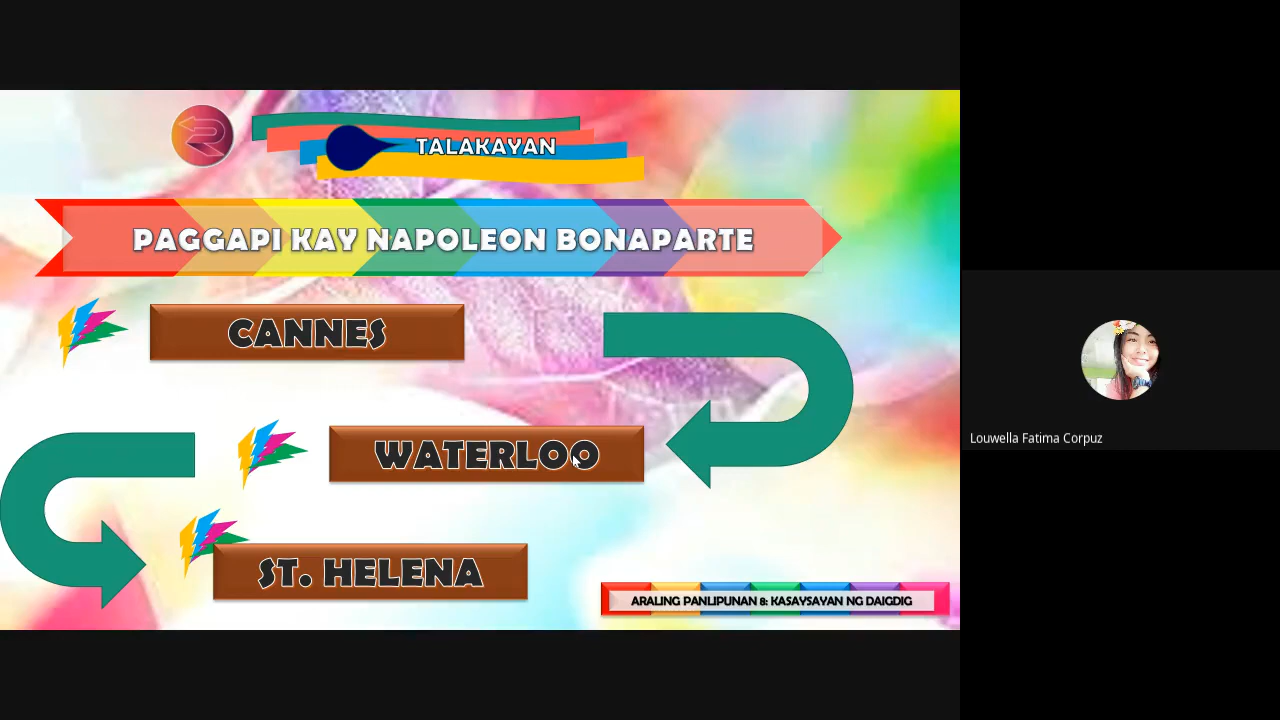 TALAKAYAN
PAGGAPI KAY NAPOLEON BONAPARTE
CANNES
WATERLOO
ST. HELENA
ARALING PANLIPUNAN 8: KASAYSAYAN NG DAIGDIG
Louwella Fatima Corpuz